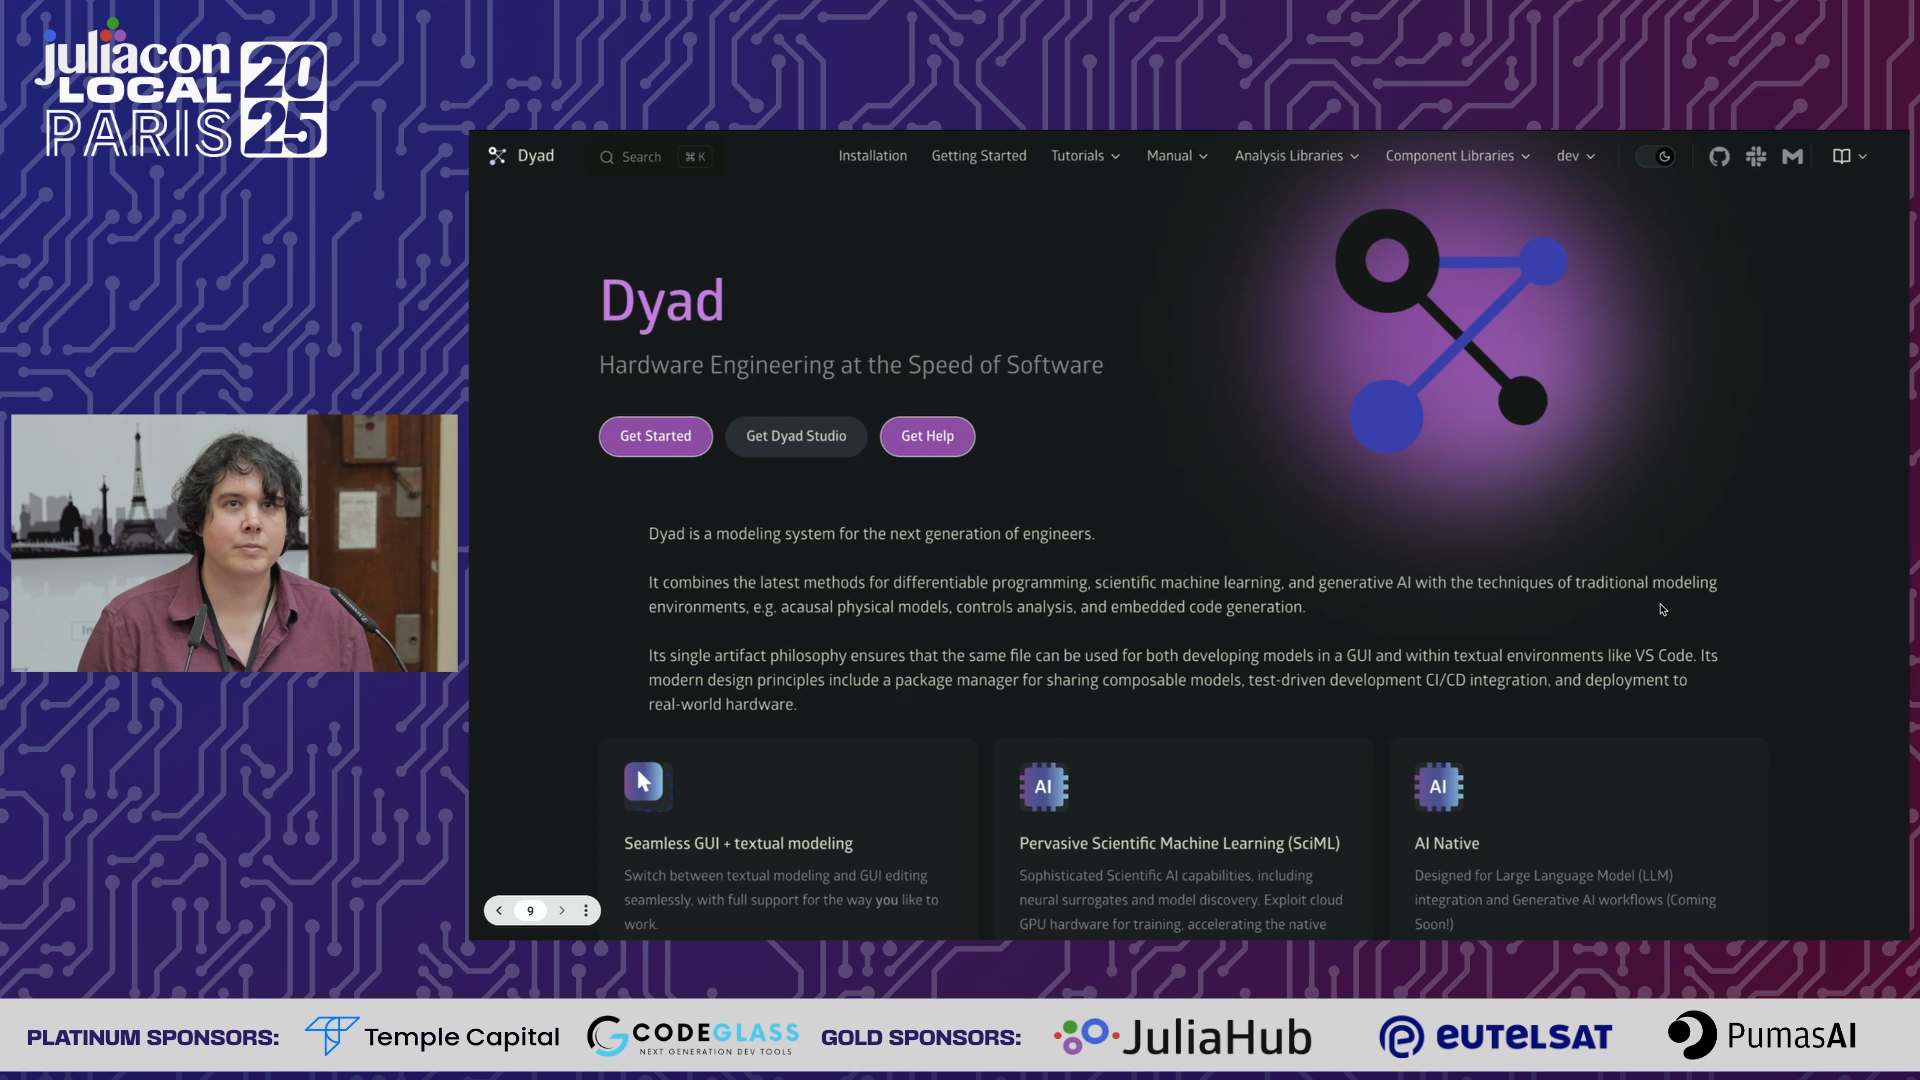 juliacon
LOCAL
PARIS
20
25
Dyad
Search
⌘ K
Installation
Getting Started
Tutorials
Manual
Analysis Libraries
Component Libraries
dev
Dyad
Hardware Engineering at the Speed of Software
Get Started
Get Dyad Studio
Get Help
Dyad is a modeling system for the next generation of engineers.
It combines the latest methods for differentiable programming, scientific machine learning, and generative AI with the techniques of traditional modeling
environments, e.g. acausal physical models, controls analysis, and embedded code generation.
Its single artifact philosophy ensures that the same file can be used for both developing models in a GUI and within textual environments like VS Code. Its
modern design principles include a package manager for sharing composable models, test-driven development CI/CD integration, and deployment to
real-world hardware.
Seamless GUI + textual modeling
Switch between textual modeling and GUI editing
seamlessly, with full support for the way you like to
work.
AI
Pervasive Scientific Machine Learning (SciML)
Sophisticated Scientific AI capabilities, including
neural surrogates and model discovery. Exploit cloud
GPU hardware for training, accelerating the native
AI
AI Native
Designed for Large Language Model (LLM)
integration and Generative AI workflows (Coming
Soon!)
9
PLATINUM SPONSORS:
Temple Capital
CODEGLASS
NEXT GENERATION DEV TOOLS
GOLD SPONSORS:
JuliaHub
eutelsat
PumasAI